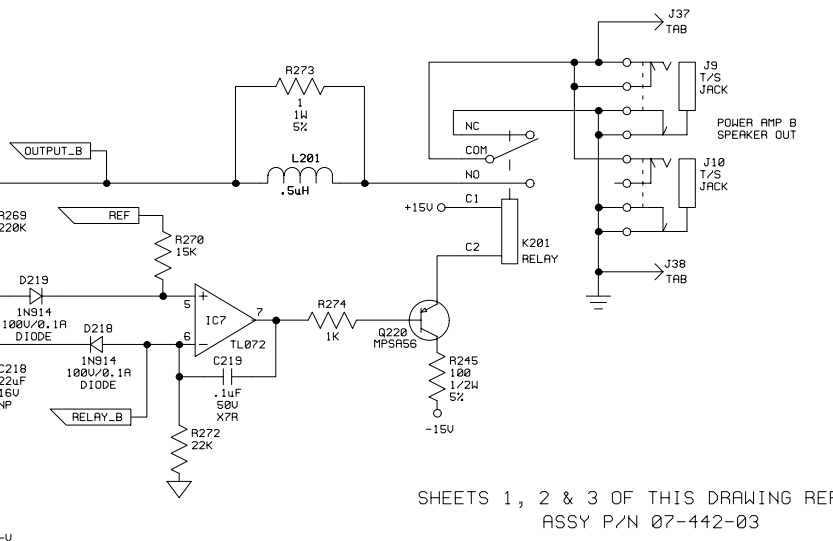 J37
TAB
J9
T/S
JACK
POWER AMP B
SPEAKER OUT
J10
T/S
JACK
J38
TAB
R273
1
1W
5%
L201
.5uH
NC
COM
NO
C1
+15V
C2
K201
RELAY
OUTPUT_B
R269
220K
REF
R270
15K
D219
1N914
100V/0.1A
DIODE
D218
1N914
100V/0.1A
DIODE
5
+
6
-
IC7
7
TL072
R274
1K
Q220
MPSA56
R245
100
1/2W
5%
-15V
C219
.1uF
50V
X7R
C218
22uF
16V
NP
RELAY_B
R272
22K
SHEETS 1, 2 & 3 OF THIS DRAWING REF
ASSY P/N 07-442-03
-V